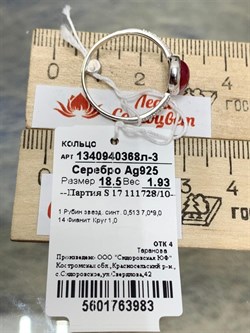 КОЛЬЦО
АРТ 1340940368л-3
Серебро Ag925
Размер 18.5 Вес 1.93
--Партия S 17 111728/10--
1 Рубин звезд. синт. 0,513 7,0*9,0
14 Фианит Круг 1,0
ОТК 4
Таранова
Произведено ООО "Сидоровская ЮФ"
Костромская обл., Красносельский р-н,
с.Сидоровское, ул.Свердлова, 42
5601763983